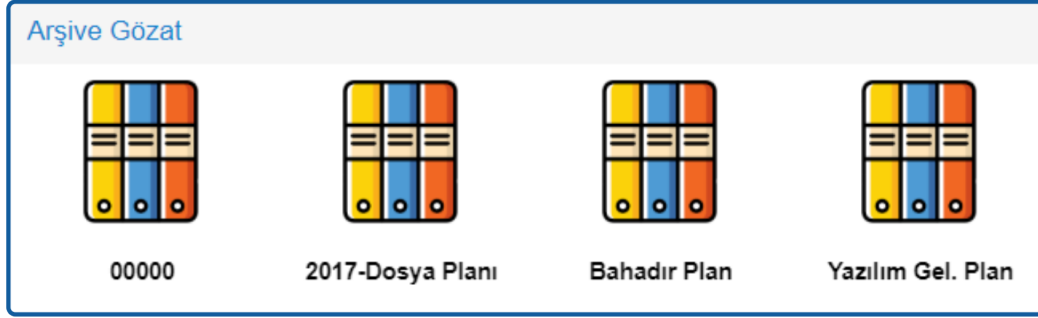 Arşive Gözat
00000
2017-Dosya Planı
Bahadır Plan
Yazılım Gel. Plan